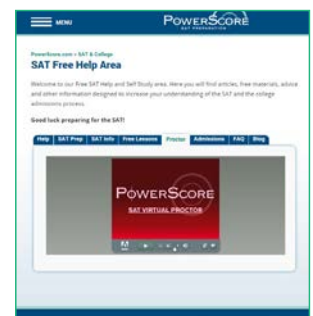 MENU
POWERSCORE
SAT PREPARATION
PowerScore.com > SAT & College
SAT Free Help Area
Welcome to our Free SAT Help and Self Study area. Here you will find articles, free materials, advice
and other information designed to increase your understanding of the SAT and the college
admissions process.
Good luck preparing for the SAT!
Help SAT Prep SAT Info Free Lessons Proctor Admissions FAQ Blog
POWERSCORE
SAT VIRTUAL PROCTOR